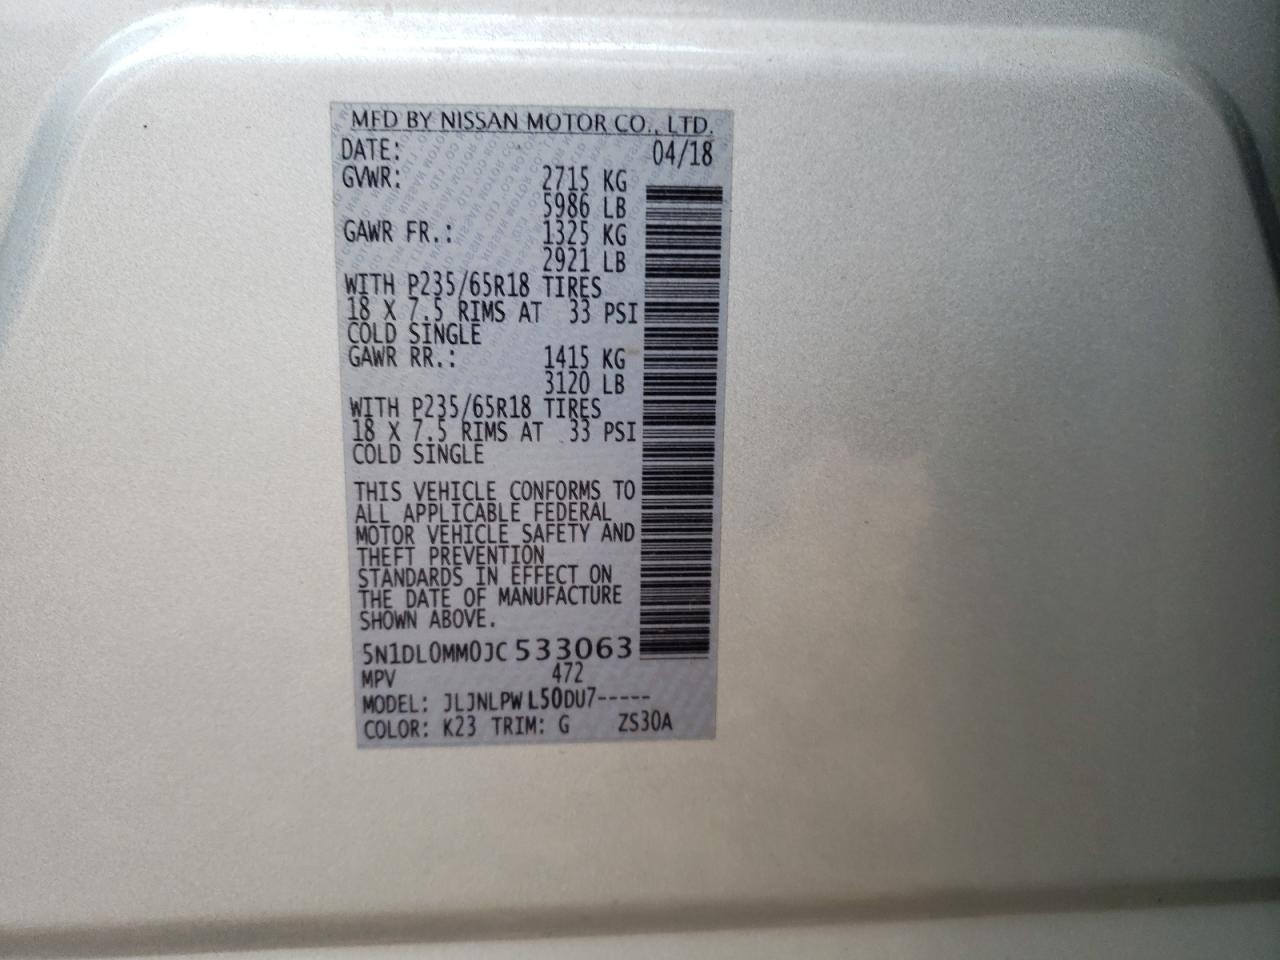 MFD BY NISSAN MOTOR CO., LTD.
DATE: 04/18
GVWR: 2715 KG
5986 LB
GAWR FR.: 1325 KG
2921 LB
WITH P235/65R18 TIRES
18 X 7.5 RIMS AT 33 PSI
COLD SINGLE
GAWR RR.: 1415 KG
3120 LB
WITH P235/65R18 TIRES
18 X 7.5 RIMS AT 33 PSI
COLD SINGLE
THIS VEHICLE CONFORMS TO
ALL APPLICABLE FEDERAL
MOTOR VEHICLE SAFETY AND
THEFT PREVENTION
STANDARDS IN EFFECT ON
THE DATE OF MANUFACTURE
SHOWN ABOVE.
5N1DL0MM0JC533063
MPV 472
MODEL: JLJNLPWL50DU7-----
COLOR: K23 TRIM: G ZS30A